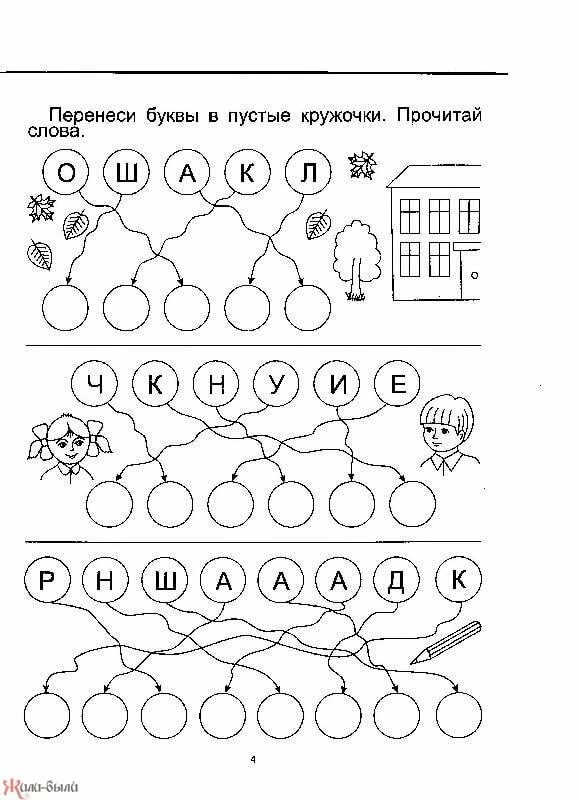 Перенеси буквы в пустые кружочки. Прочитай
слова.
О Ш А К Л
Ч К Н У И Е
Р Н Ш А А А Д К
4
Жили-были